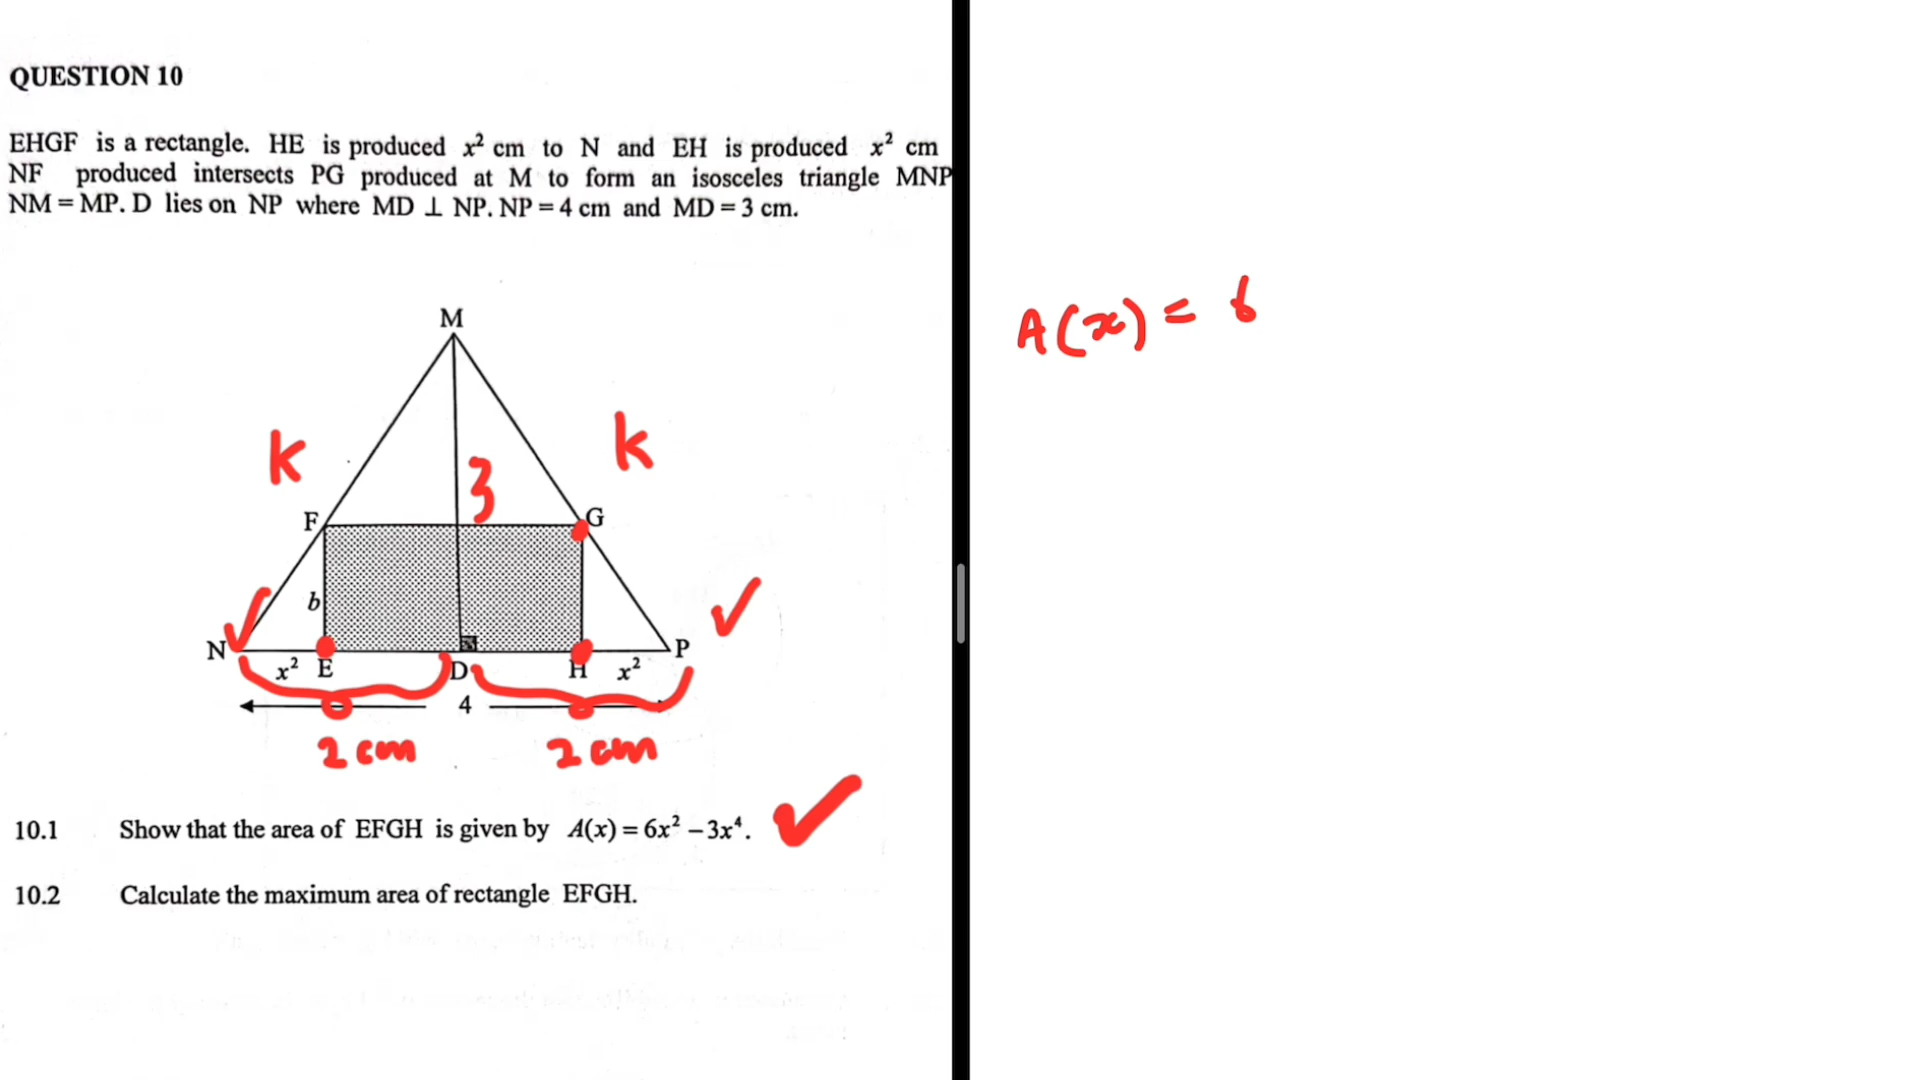 QUESTION 10
EHGF is a rectangle. HE is produced x² cm to N and EH is produced x² cm
NF produced intersects PG produced at M to form an isosceles triangle MNP
NM = MP. D lies on NP where MD ⊥ NP. NP = 4 cm and MD = 3 cm.
A(x) = 6
M
k k
3
F G
b
N P
x² E D H x²
4
2 cm 2 cm
10.1 Show that the area of EFGH is given by A(x) = 6x² – 3x⁴.
10.2 Calculate the maximum area of rectangle EFGH.